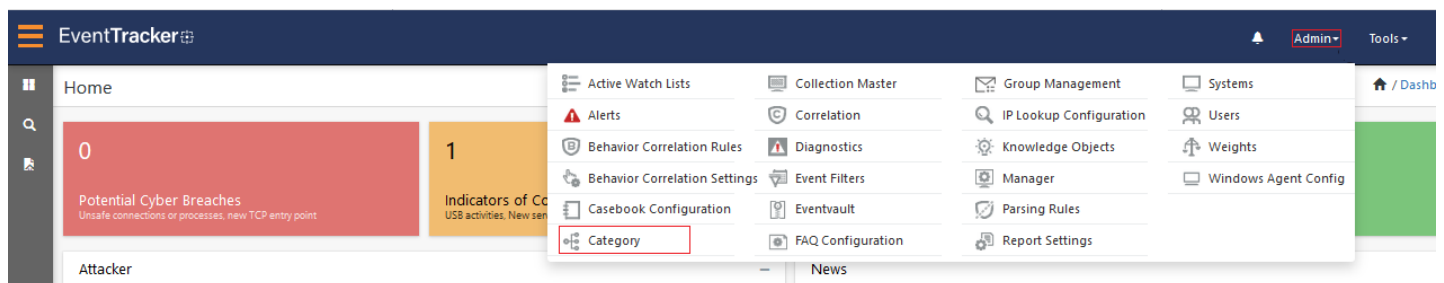 EventTracker
Admin
Tools
Home
/ Dashb
Active Watch Lists
Collection Master
Group Management
Systems
Alerts
Correlation
IP Lookup Configuration
Users
Behavior Correlation Rules
Diagnostics
Knowledge Objects
Weights
Behavior Correlation Settings
Event Filters
Manager
Windows Agent Config
Casebook Configuration
Eventvault
Parsing Rules
Category
FAQ Configuration
Report Settings
0
Potential Cyber Breaches
Unsafe connections or processes, new TCP entry point
1
Indicators of Co
USB activities, New sen
Attacker
News